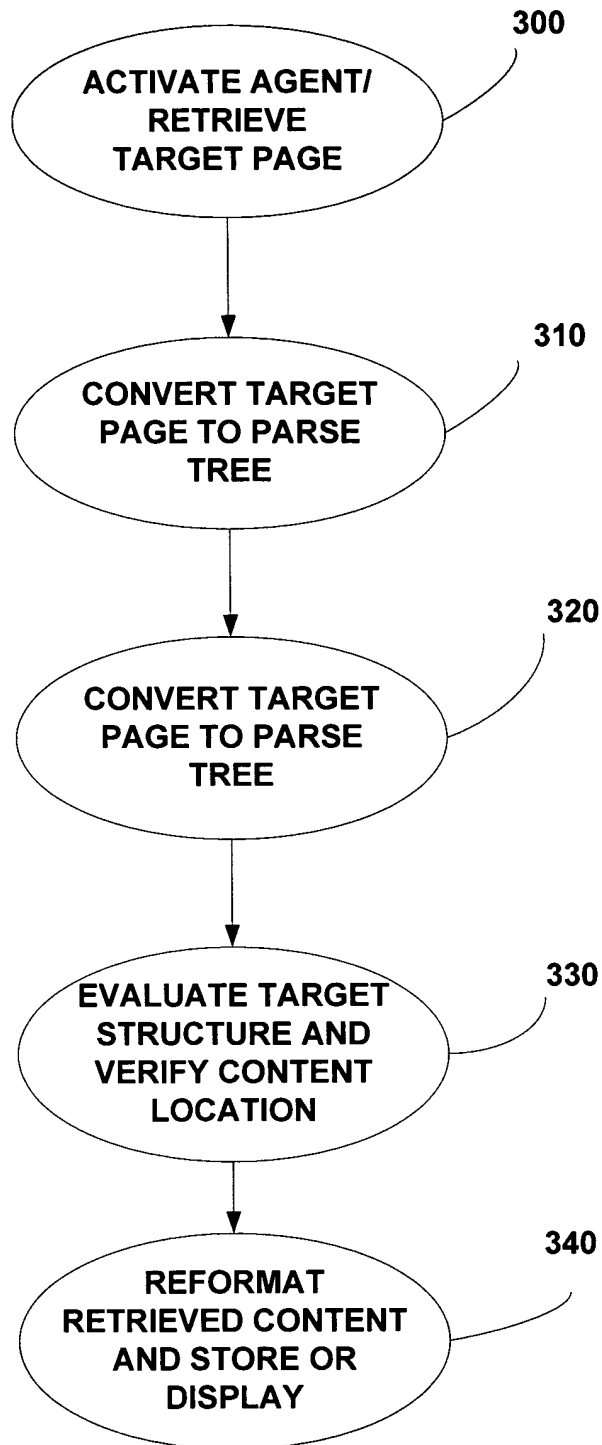 300
ACTIVATE AGENT/
RETRIEVE
TARGET PAGE
310
CONVERT TARGET
PAGE TO PARSE
TREE
320
CONVERT TARGET
PAGE TO PARSE
TREE
330
EVALUATE TARGET
STRUCTURE AND
VERIFY CONTENT
LOCATION
340
REFORMAT
RETRIEVED CONTENT
AND STORE OR
DISPLAY